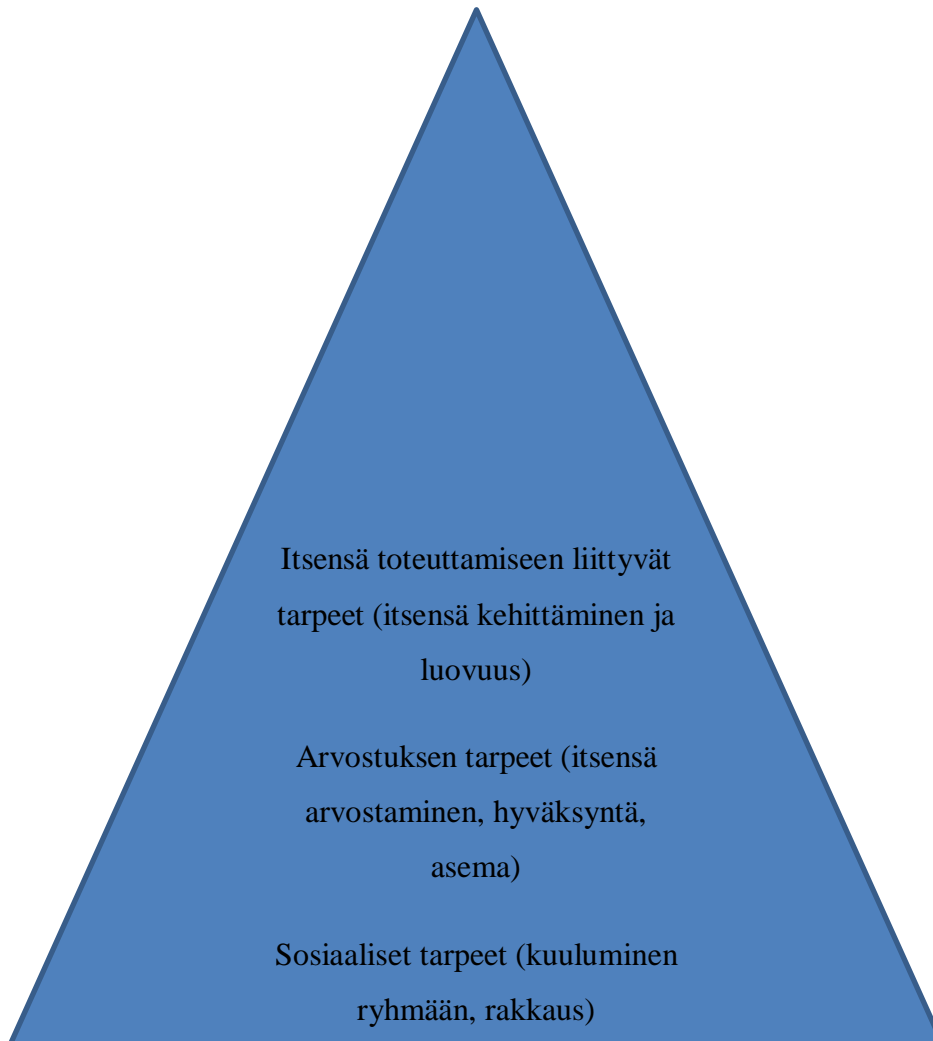 Itsensä toteuttamiseen liittyvät
tarpeet (itsensä kehittäminen ja
luovuus)
Arvostuksen tarpeet (itsensä
arvostaminen, hyväksyntä,
asema)
Sosiaaliset tarpeet (kuuluminen
ryhmään, rakkaus)